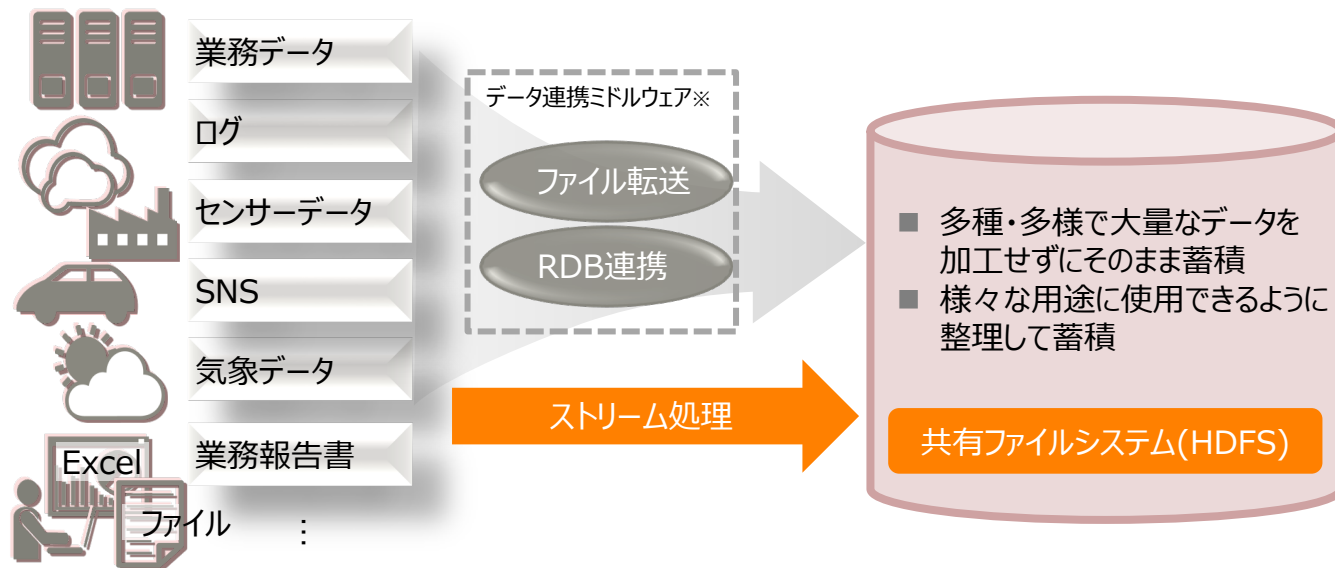 業務データ
ログ
センサーデータ
SNS
気象データ
業務報告書
Excel
ファイル
⋮
データ連携ミドルウェア※
ファイル転送
RDB連携
ストリーム処理
■ 多種・多様で大量なデータを
加工せずにそのまま蓄積
■ 様々な用途に使用できるように
整理して蓄積
共有ファイルシステム(HDFS)